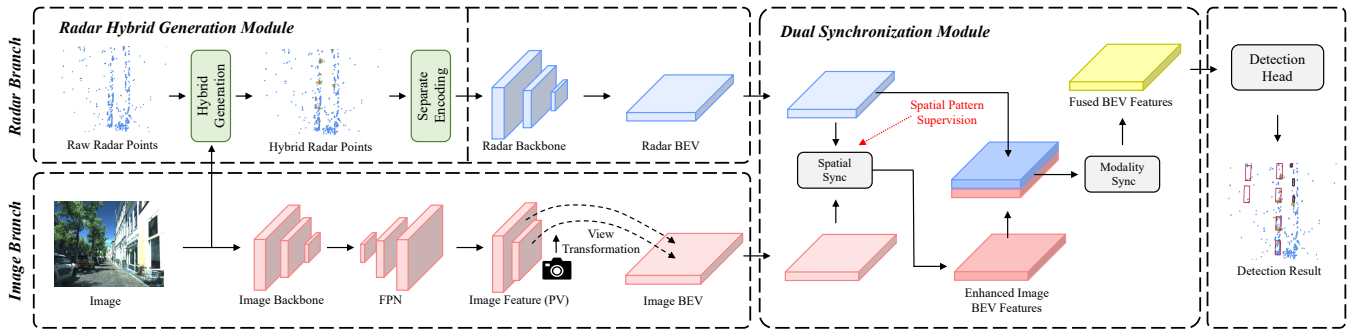 Radar Branch
Radar Hybrid Generation Module
Hybrid
Generation
Separate
Encoding
Raw Radar Points
Hybrid Radar Points
Radar Backbone
Radar BEV
Image Branch
Image
Image Backbone
FPN
Image Feature (PV)
View
Transformation
Image BEV
Dual Synchronization Module
Spatial Pattern
Supervision
Spatial
Sync
Fused BEV Features
Modality
Sync
Enhanced Image
BEV Features
Detection
Head
Detection Result